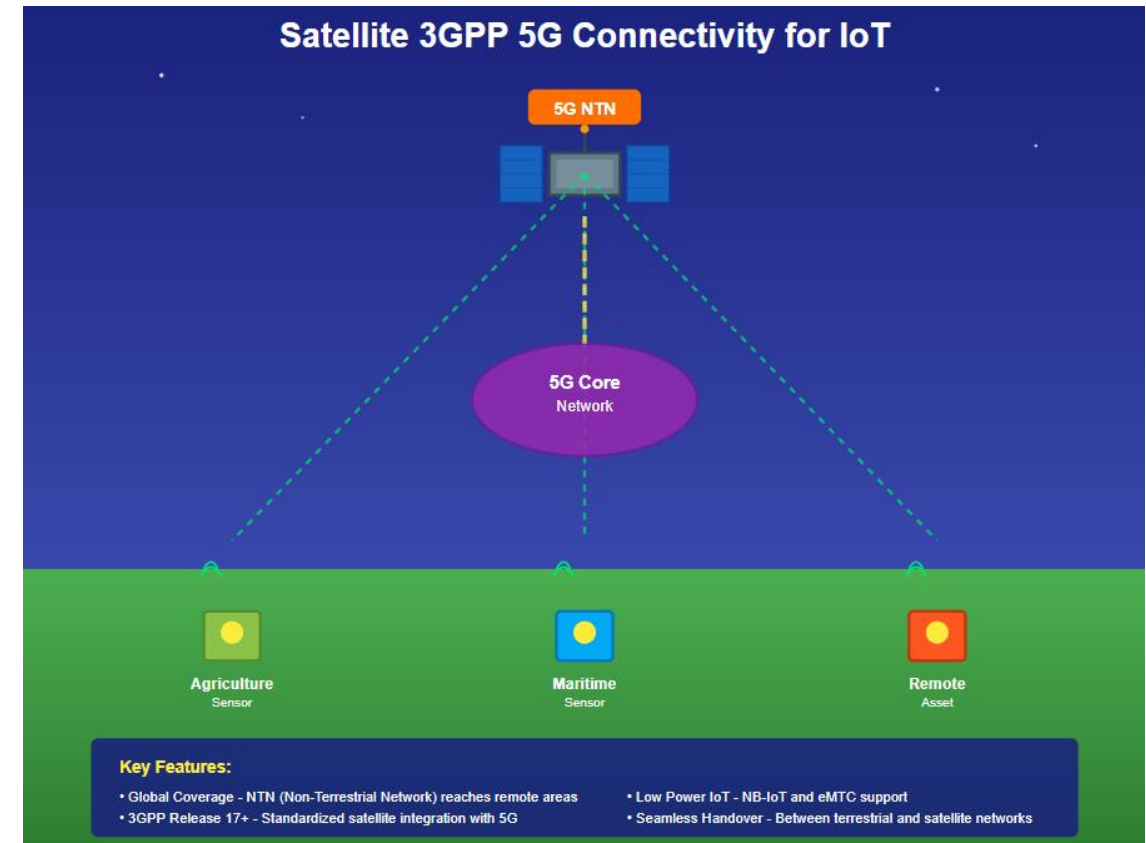 Satellite 3GPP 5G Connectivity for IoT
5G NTN
5G Core
Network
Agriculture
Sensor
Maritime
Sensor
Remote
Asset
Key Features:
• Global Coverage - NTN (Non-Terrestrial Network) reaches remote areas
• 3GPP Release 17+ - Standardized satellite integration with 5G
• Low Power IoT - NB-IoT and eMTC support
• Seamless Handover - Between terrestrial and satellite networks